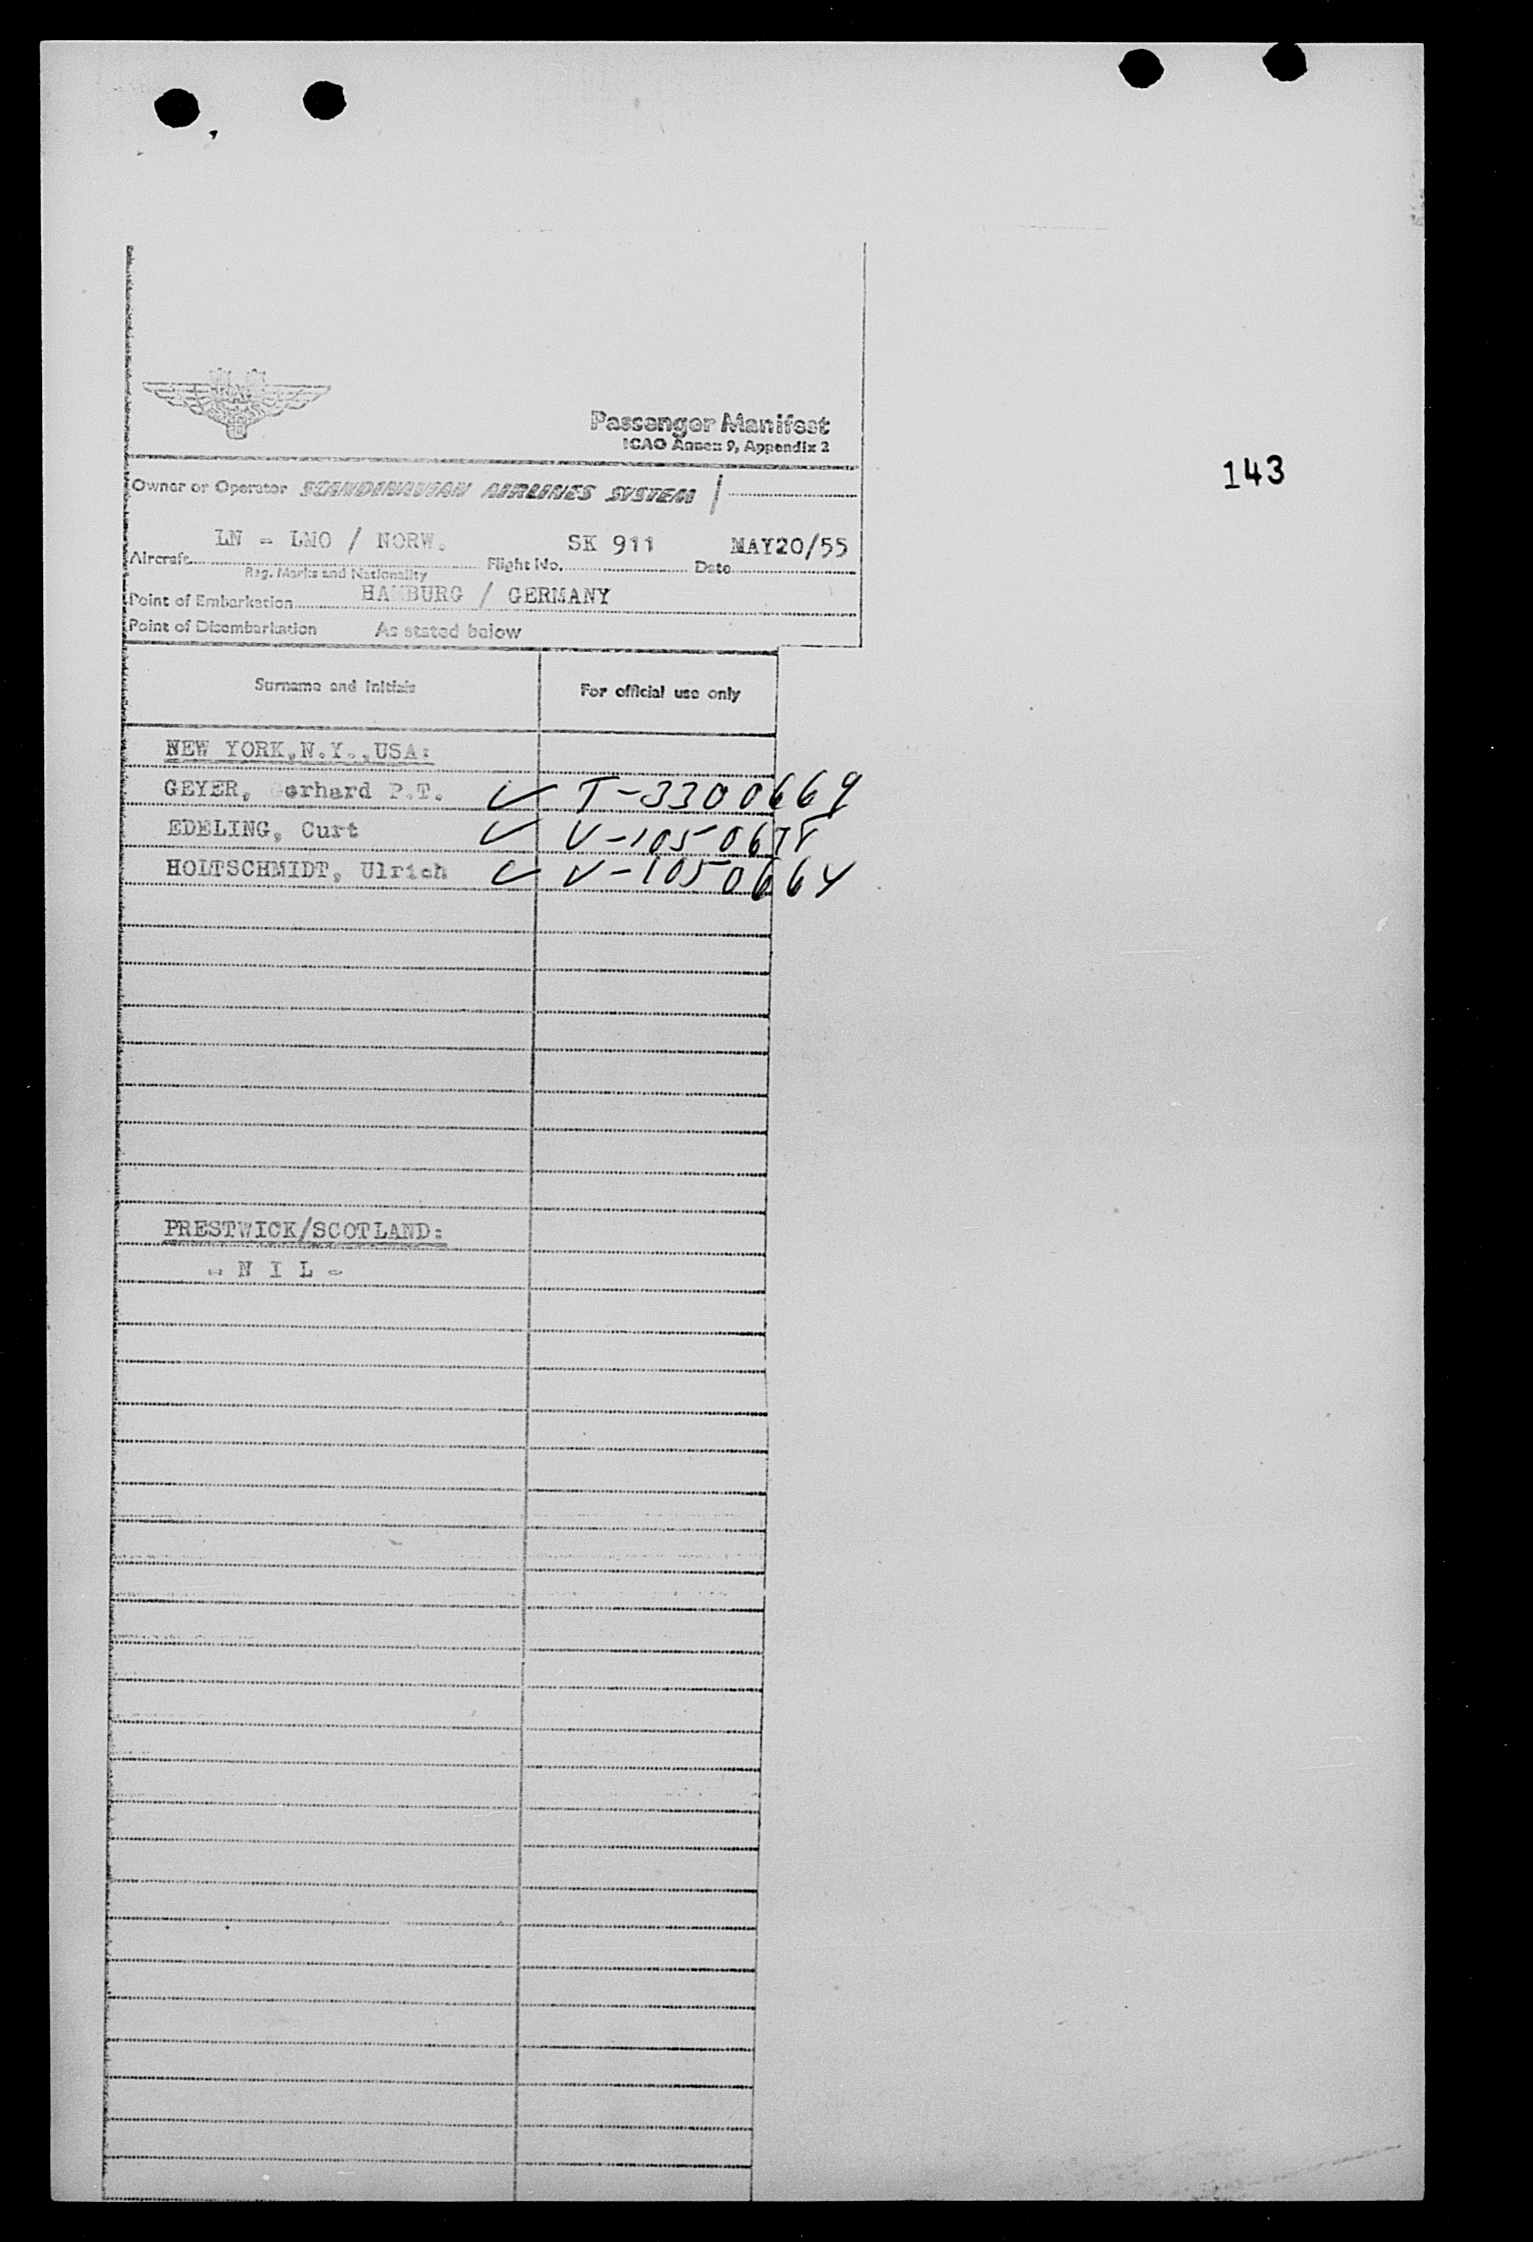 143
Passenger Manifest
ICAO Annex 9, Appendix 2
Owner or Operator SCANDINAVIAN AIRLINES SYSTEM
LN - LMO / NORW. SK 911 MAY20/55
Aircraft Flight No. Date
Reg. Marks and Nationality
HAMBURG / GERMANY
Point of Embarkation
Point of Disembarkation As stated below
Surname and initials For official use only
NEW YORK,N.Y.,USA:
GEYER, Gerhard P.T. ✓ T-3300669
EDELING, Curt ✓ V-1050678
HOLTSCHMIDT, Ulrich ✓ V-1050664
PRESTWICK/SCOTLAND:
- N I L -